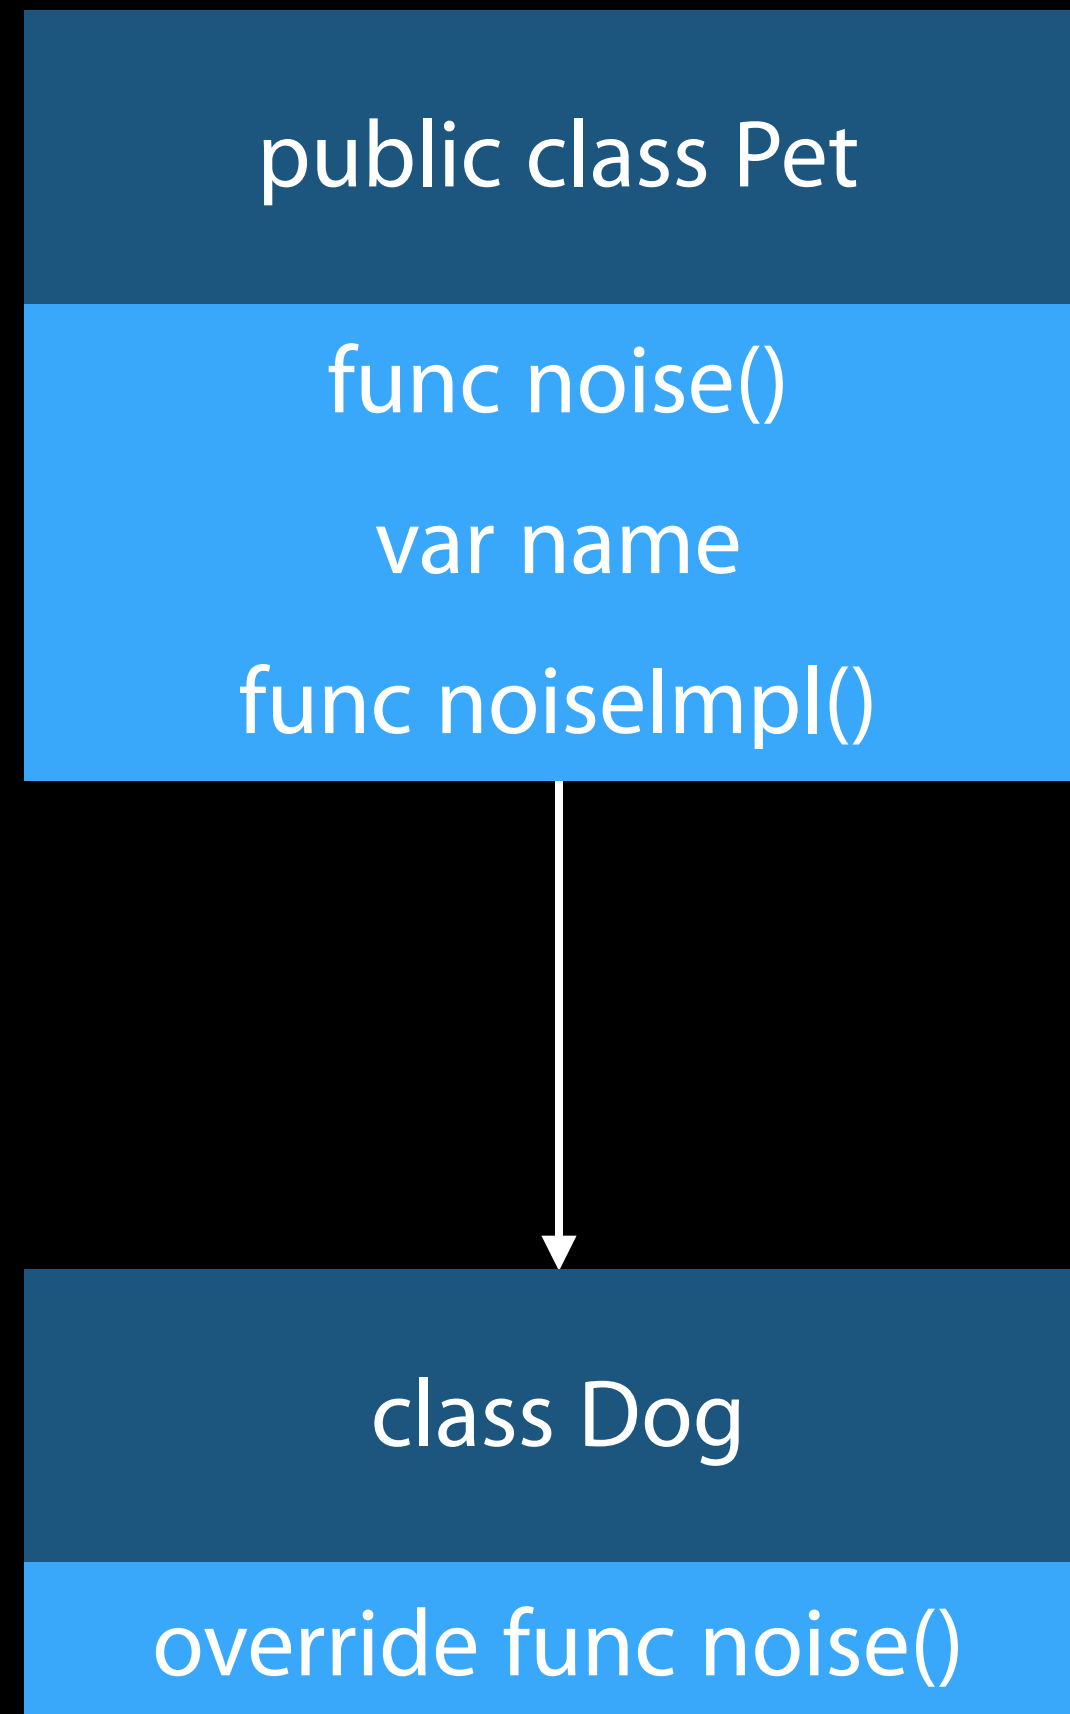 public class Pet
func noise()
var name
func noiseImpl()
class Dog
override func noise()